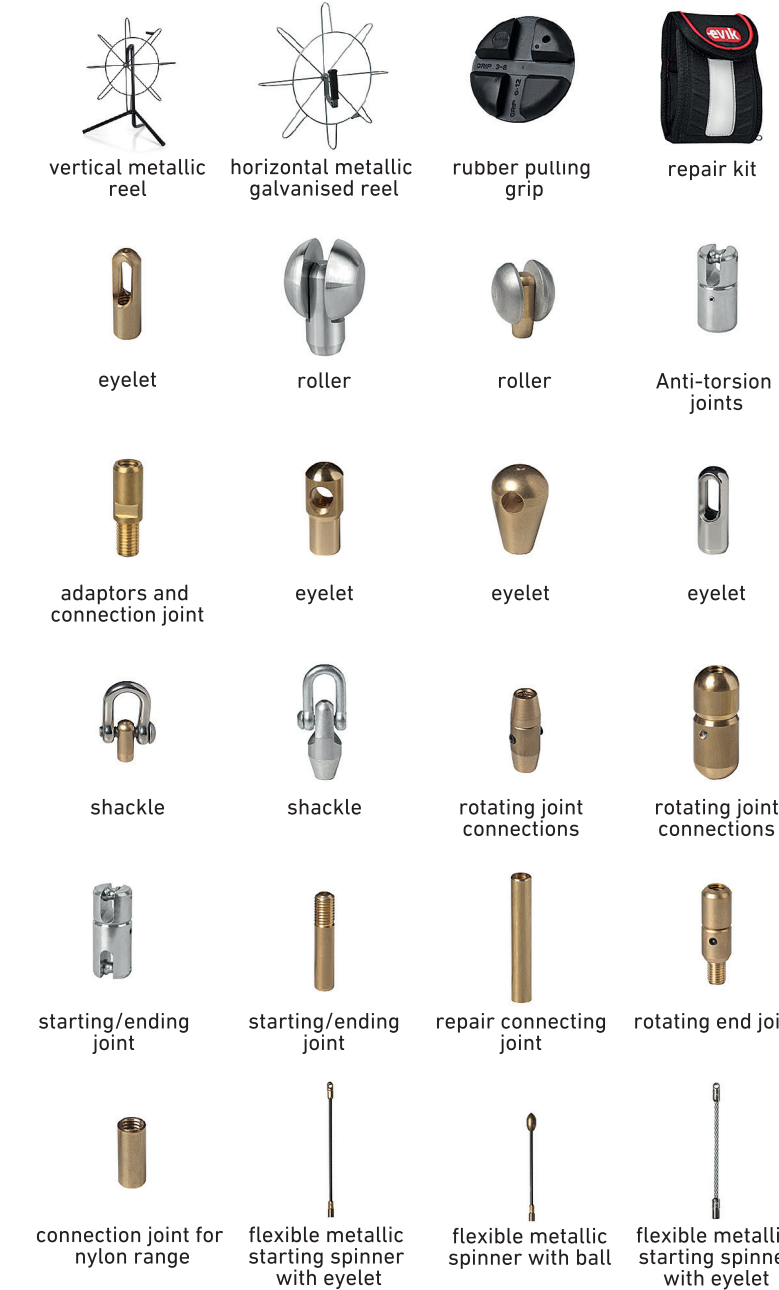 evik
GRIP 3-6
GRIP 6-12
vertical metallic
reel
horizontal metallic
galvanised reel
rubber pulling
grip
repair kit
eyelet
roller
roller
Anti-torsion
joints
adaptors and
connection joint
eyelet
eyelet
eyelet
shackle
shackle
rotating joint
connections
rotating joint
connections
starting/ending
joint
starting/ending
joint
repair connecting
joint
rotating end joi
connection joint for
nylon range
flexible metallic
starting spinner
with eyelet
flexible metallic
spinner with ball
flexible metalli
starting spinne
with eyelet